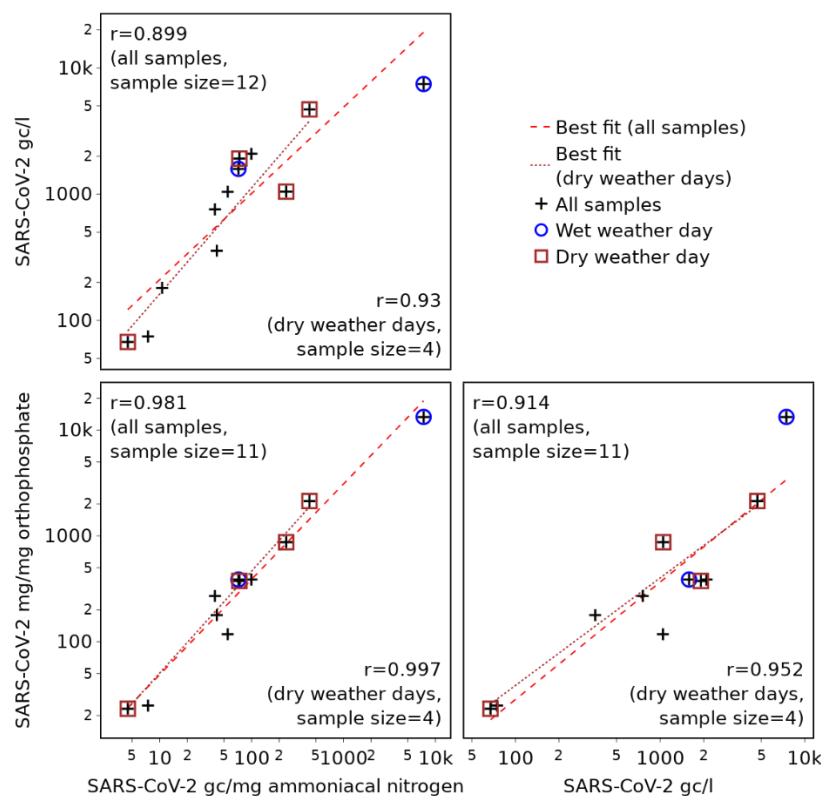 r=0.899
(all samples,
sample size=12)
r=0.93
(dry weather days,
sample size=4)
2
10k
5
2
1000
5
2
100
5
SARS-CoV-2 gc/l
Best fit (all samples)
Best fit
(dry weather days)
All samples
Wet weather day
Dry weather day
r=0.981
(all samples,
sample size=11)
r=0.997
(dry weather days,
sample size=4)
2
10k
5
2
1000
5
2
100
5
2
SARS-CoV-2 mg/mg orthophosphate
5 10 2 5 100 2 5 1000 2 5 10k
SARS-CoV-2 gc/mg ammoniacal nitrogen
r=0.914
(all samples,
sample size=11)
r=0.952
(dry weather days,
sample size=4)
5 100 2 5 1000 2 5 10k
SARS-CoV-2 gc/l